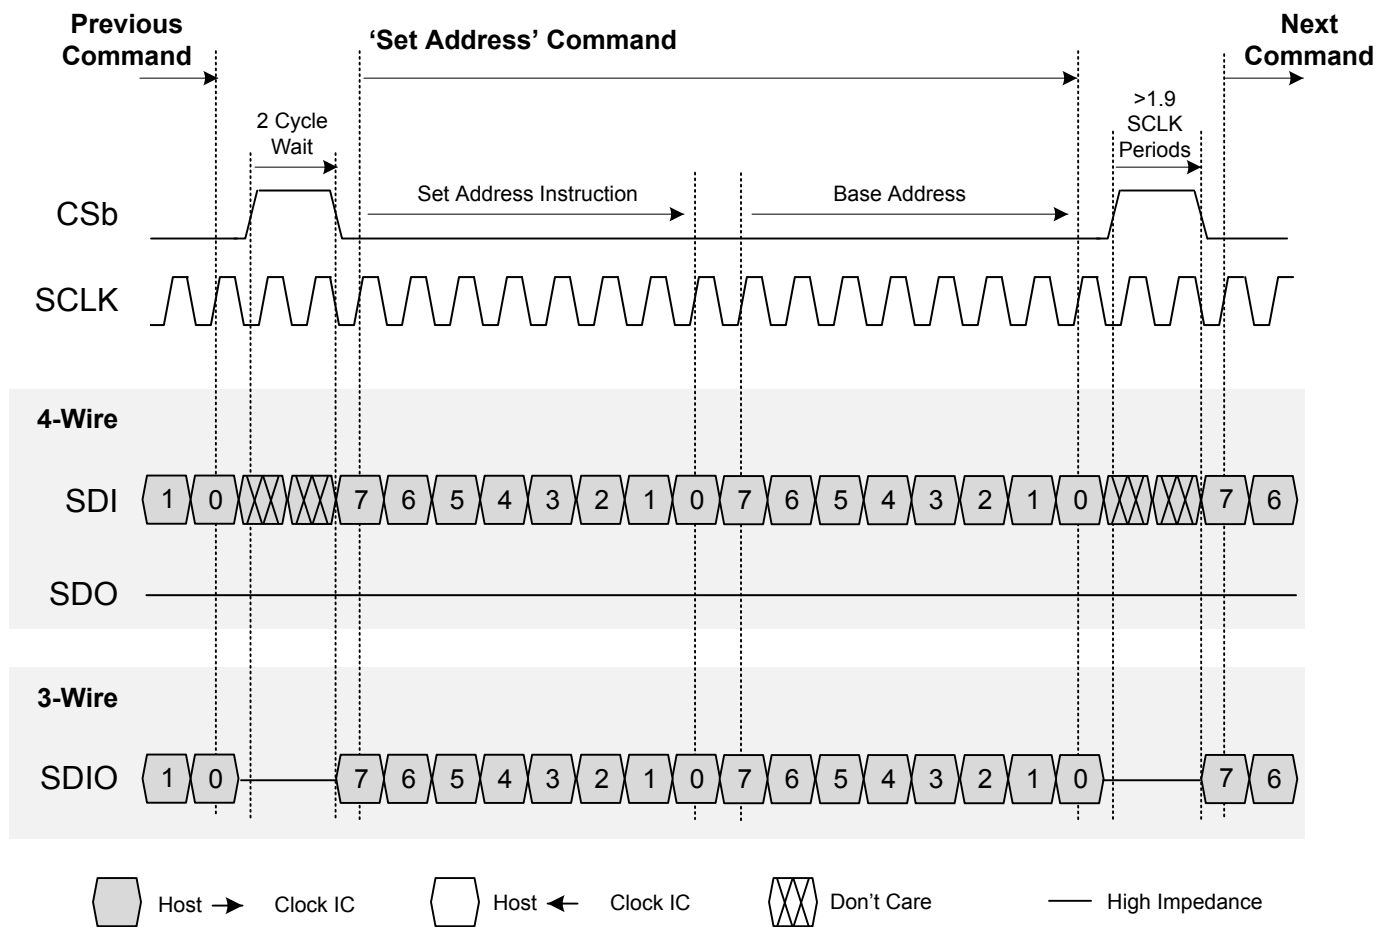 Previous
Command
‘Set Address’ Command
Next
Command
2 Cycle
Wait
>1.9
SCLK
Periods
Set Address Instruction
Base Address
CSb
SCLK
4-Wire
SDI 1 0 7 6 5 4 3 2 1 0 7 6 5 4 3 2 1 0 7 6
SDO
3-Wire
SDIO 1 0 7 6 5 4 3 2 1 0 7 6 5 4 3 2 1 0 7 6
Host Clock IC Host Clock IC Don’t Care High Impedance